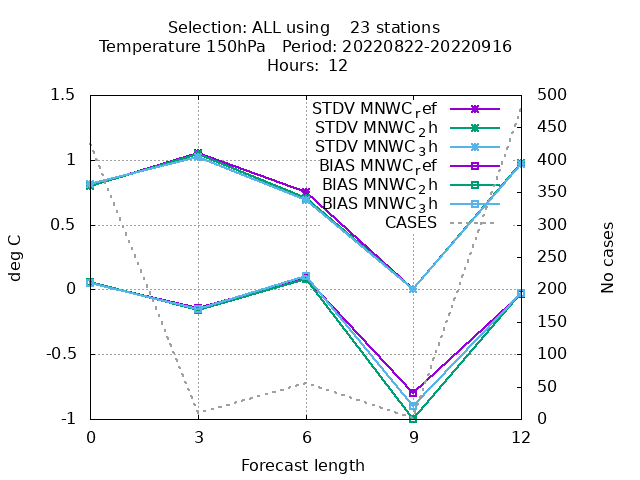 Selection: ALL using    23 stations
Temperature 150hPa   Period: 20220822-20220916
Hours:  12
STDV MNWC_ref
STDV MNWC_2h
STDV MNWC_3h
BIAS MNWC_ref
BIAS MNWC_2h
BIAS MNWC_3h
CASES
deg C
1.5
1
0.5
0
-0.5
-1
No cases
500
450
400
350
300
250
200
150
100
50
0
0 3 6 9 12
Forecast length